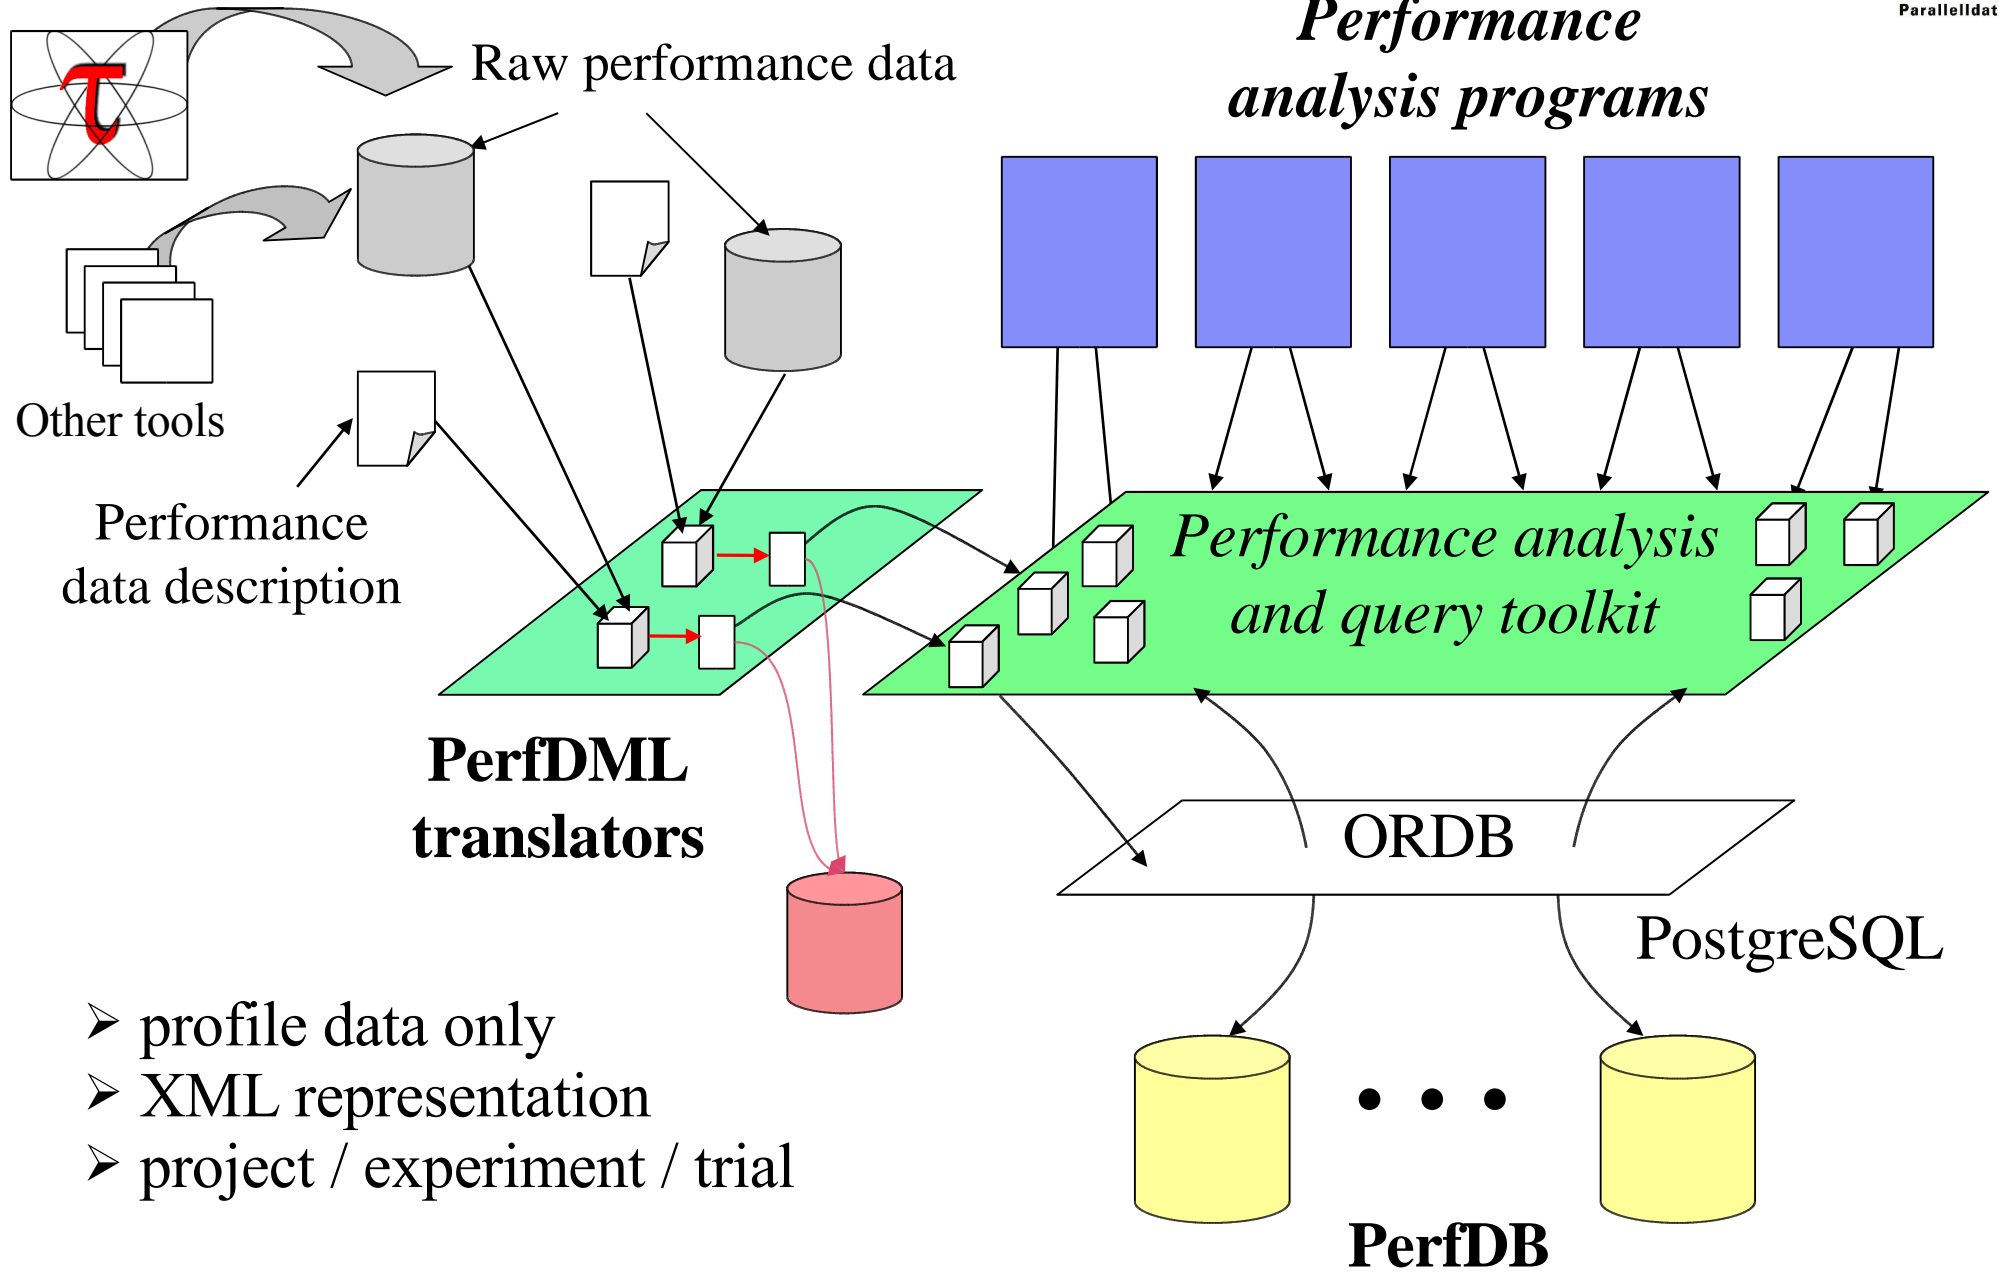 Parallelldat
Performance
analysis programs
Raw performance data
τ
Other tools
Performance
data description
Performance analysis
and query toolkit
PerfDML
translators
ORDB
PostgreSQL
➢ profile data only
➢ XML representation
➢ project / experiment / trial
PerfDB